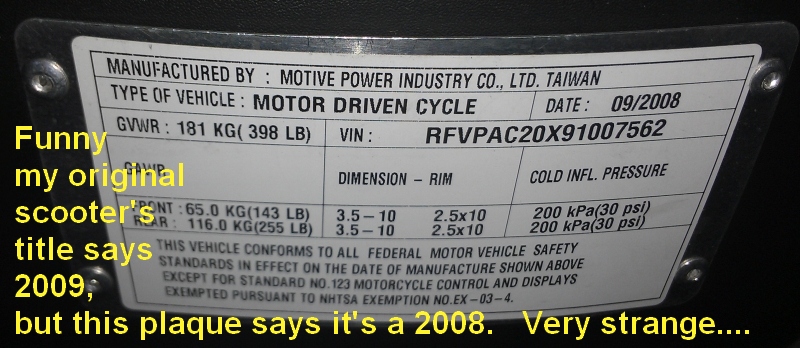 MANUFACTURED BY : MOTIVE POWER INDUSTRY CO., LTD. TAIWAN
TYPE OF VEHICLE : MOTOR DRIVEN CYCLE DATE : 09/2008
GVWR : 181 KG( 398 LB) VIN : RFVPAC20X91007562
GAWR DIMENSION - RIM COLD INFL. PRESSURE
FRONT : 65.0 KG(143 LB) 3.5-10 2.5x10 200 kPa(30 psi)
REAR : 116.0 KG(255 LB) 3.5-10 2.5x10 200 kPa(30 psi)
THIS VEHICLE CONFORMS TO ALL FEDERAL MOTOR VEHICLE SAFETY
STANDARDS IN EFFECT ON THE DATE OF MANUFACTURE SHOWN ABOVE
EXCEPT FOR STANDARD NO.123 MOTORCYCLE CONTROL AND DISPLAYS
EXEMPTED PURSUANT TO NHTSA EXEMPTION NO.EX-03-4.
Funny
my original
scooter's
title says
2009,
but this plaque says it's a 2008. Very strange....